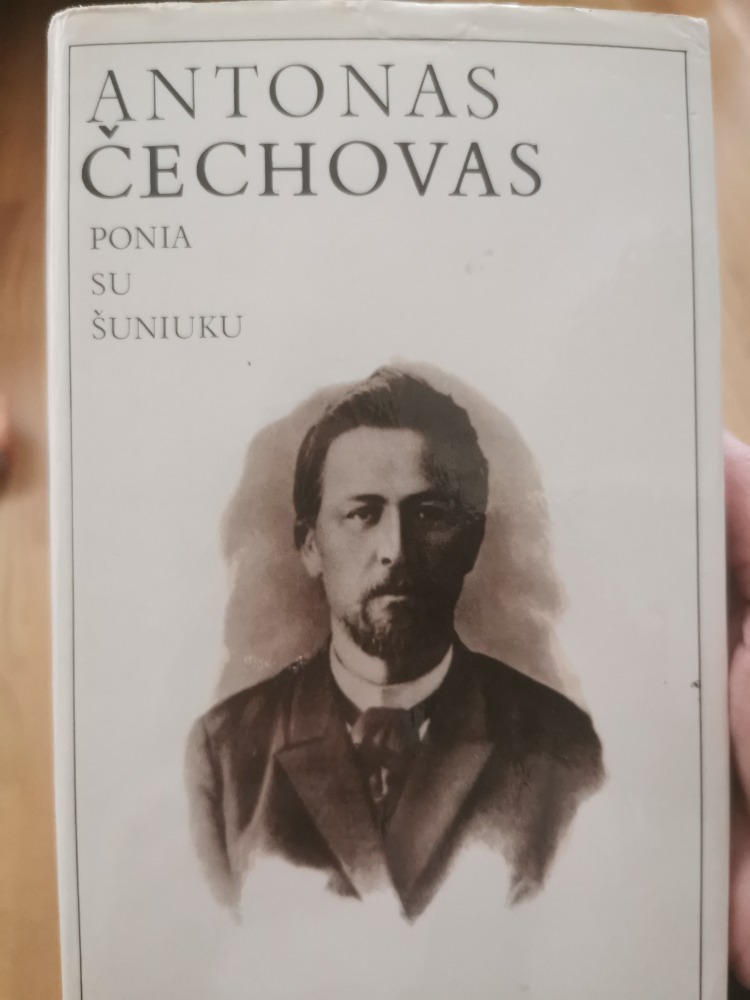 ANTONAS
ČECHOVAS
PONIA
SU
ŠUNIUKU